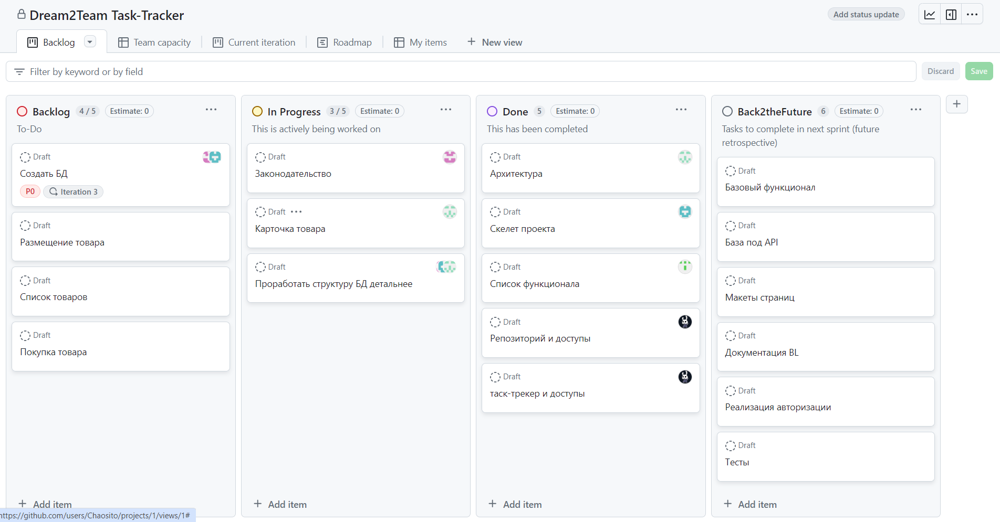 Dream2Team Task-Tracker
Add status update
Backlog
Team capacity
Current iteration
Roadmap
My items
New view
Filter by keyword or by field
Discard
Save
Backlog 4 / 5 Estimate: 0
To-Do
Draft
Создать БД
P0 Iteration 3
Draft
Размещение товара
Draft
Список товаров
Draft
Покупка товара
Add item
In Progress 3 / 5 Estimate: 0
This is actively being worked on
Draft
Законодательство
Draft
Карточка товара
Draft
Проработать структуру БД детальнее
Add item
Done 5 Estimate: 0
This has been completed
Draft
Архитектура
Draft
Скелет проекта
Draft
Список функционала
Draft
Репозиторий и доступы
Draft
таск-трекер и доступы
Add item
Back2theFuture 6 Estimate: 0
Tasks to complete in next sprint (future
retrospective)
Draft
Базовый функционал
Draft
База под API
Draft
Макеты страниц
Draft
Документация BL
Draft
Реализация авторизации
Draft
Тесты
Add item
https://github.com/users/Chaosito/projects/1/views/1#